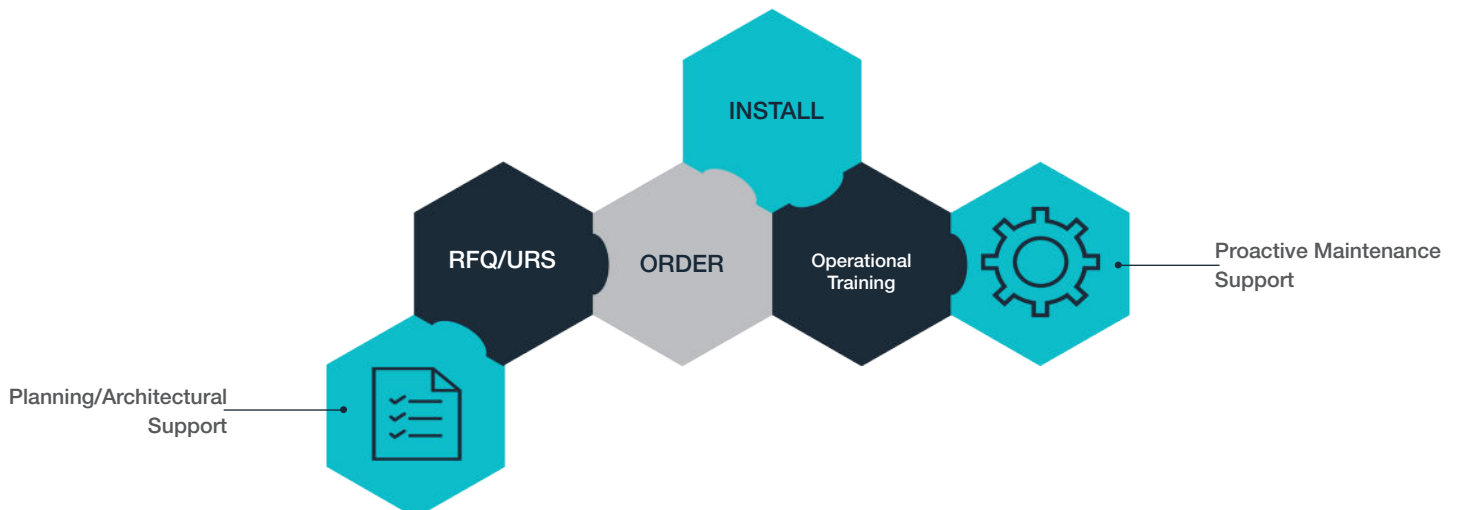 INSTALL
RFQ/URS
ORDER
Operational
Training
Proactive Maintenance
Support
Planning/Architectural
Support